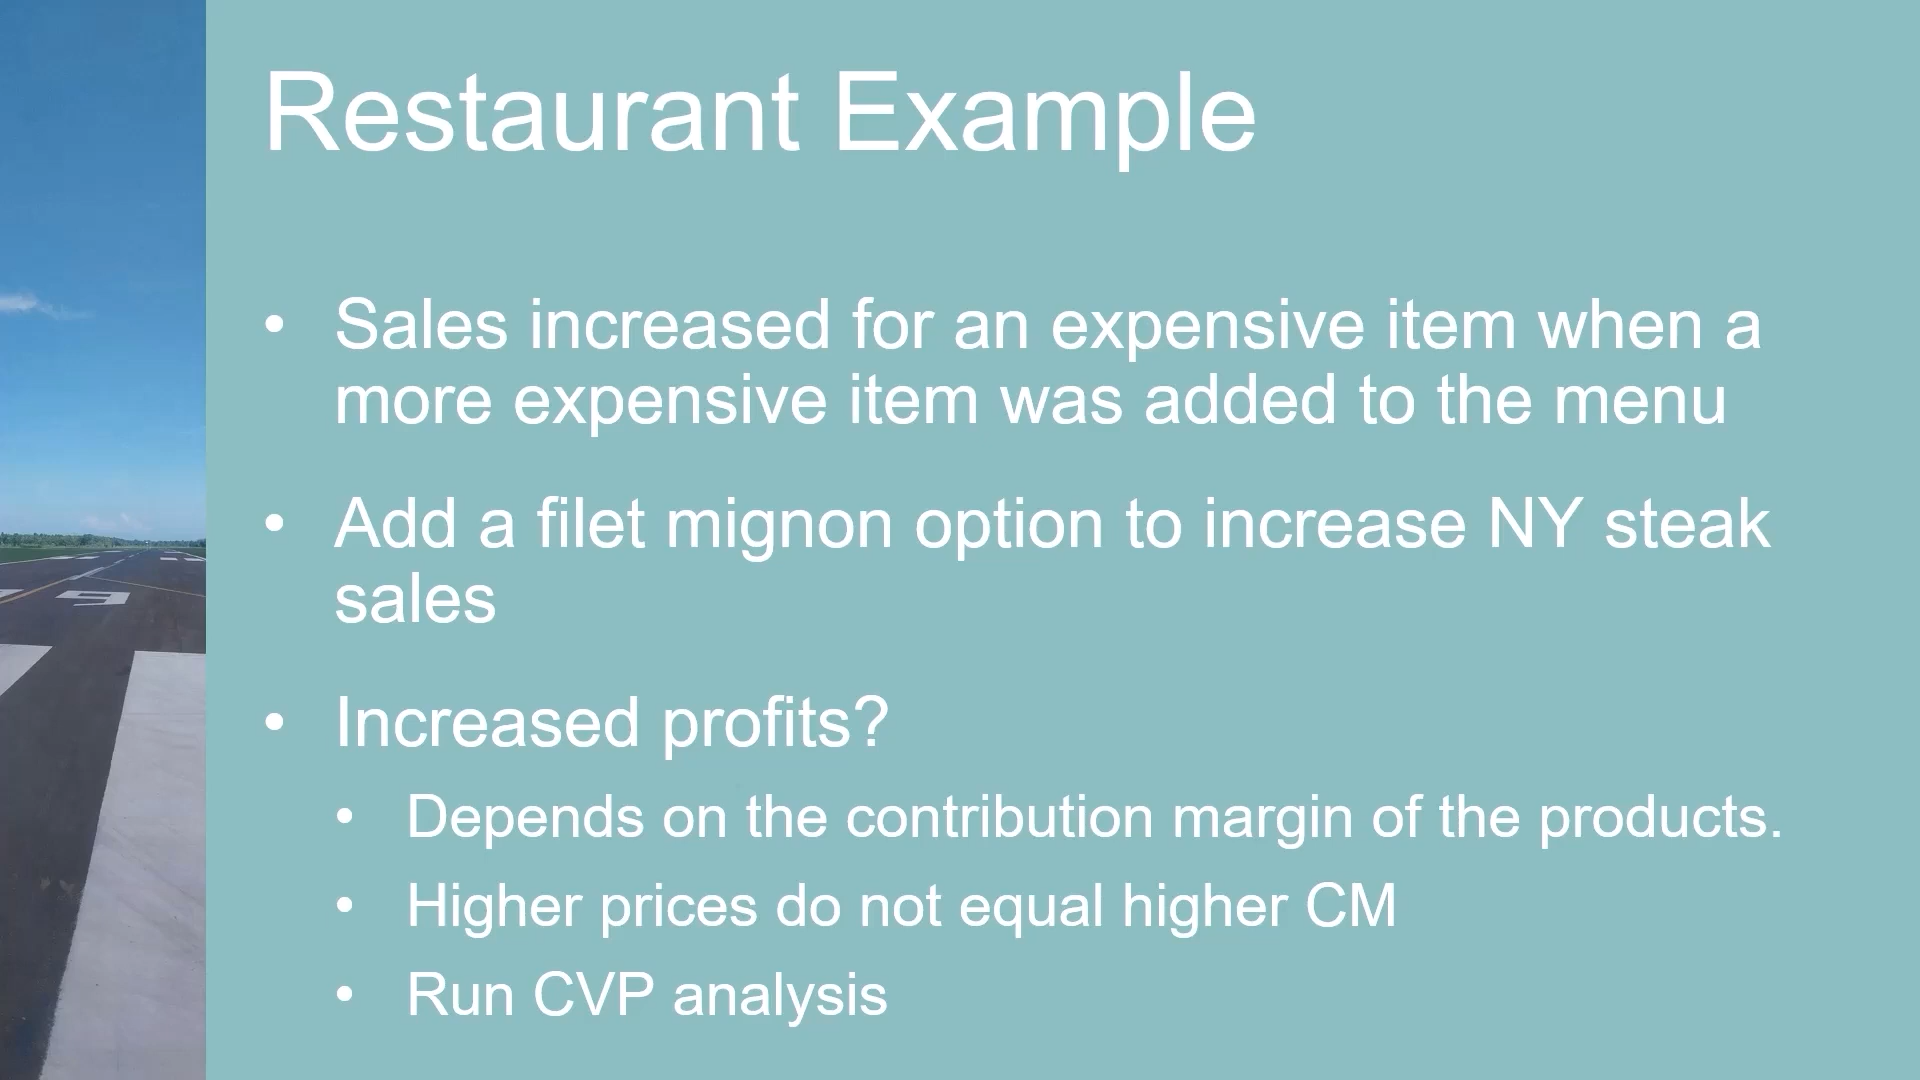 Restaurant Example
• Sales increased for an expensive item when a
more expensive item was added to the menu
• Add a filet mignon option to increase NY steak
sales
• Increased profits?
• Depends on the contribution margin of the products.
• Higher prices do not equal higher CM
• Run CVP analysis
9